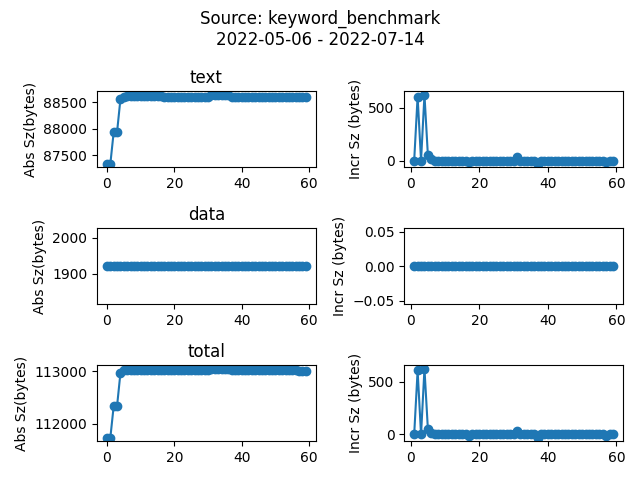 Source: keyword_benchmark
2022-05-06 - 2022-07-14
text
Abs Sz(bytes)
88500
88000
87500
0 20 40 60
Incr Sz (bytes)
500
0
0 20 40 60
data
Abs Sz(bytes)
2000
1900
0 20 40 60
Incr Sz (bytes)
0.05
0.00
−0.05
0 20 40 60
total
Abs Sz(bytes)
113000
112000
0 20 40 60
Incr Sz (bytes)
500
0
0 20 40 60